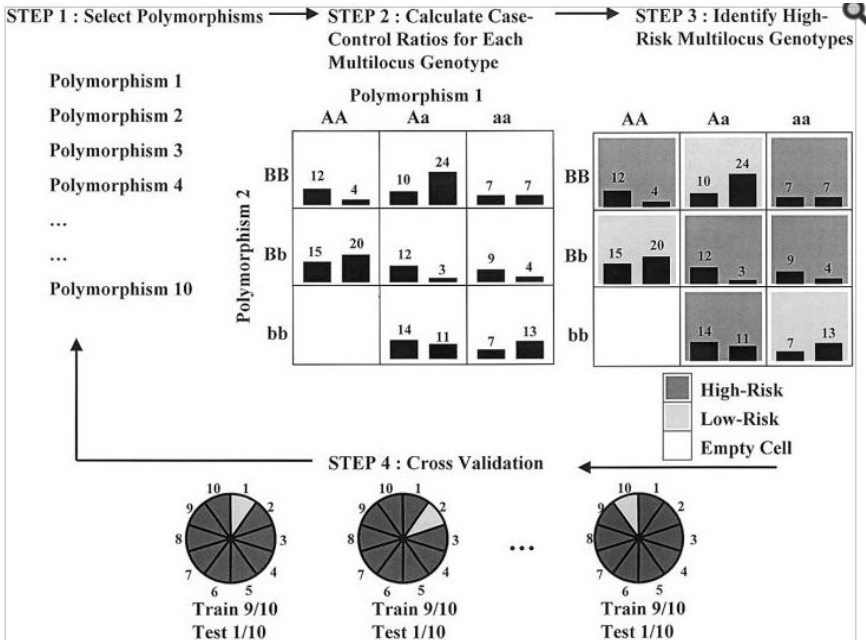 STEP 1 : Select Polymorphisms
STEP 2 : Calculate Case-
Control Ratios for Each
Multilocus Genotype
STEP 3 : Identify High-
Risk Multilocus Genotypes
Polymorphism 1
Polymorphism 2
Polymorphism 3
Polymorphism 4
...
...
Polymorphism 10
Polymorphism 1
AA Aa aa
Polymorphism 2
BB 12 4 10 24 7 7
Bb 15 20 12 3 9 4
bb 14 11 7 13
AA Aa aa
BB 12 4 10 24 7 7
Bb 15 20 12 3 9 4
bb 14 11 7 13
High-Risk
Low-Risk
Empty Cell
STEP 4 : Cross Validation
1 2 3 4 5 6 7 8 9 10
Train 9/10
Test 1/10
1 2 3 4 5 6 7 8 9 10
Train 9/10
Test 1/10
...
1 2 3 4 5 6 7 8 9 10
Train 9/10
Test 1/10